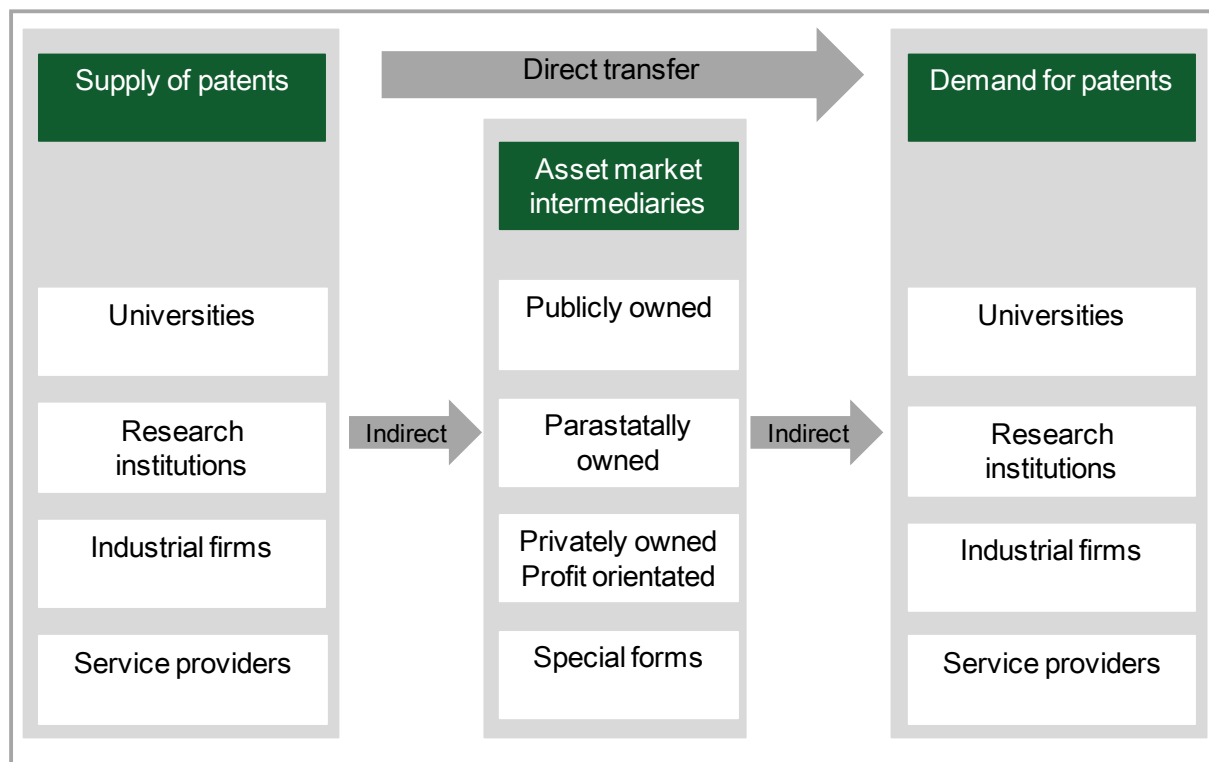 Supply of patents
Direct transfer
Demand for patents
Asset market
intermediaries
Universities
Research
institutions
Industrial firms
Service providers
Indirect
Publicly owned
Parastatally
owned
Privately owned
Profit orientated
Special forms
Indirect
Universities
Research
institutions
Industrial firms
Service providers